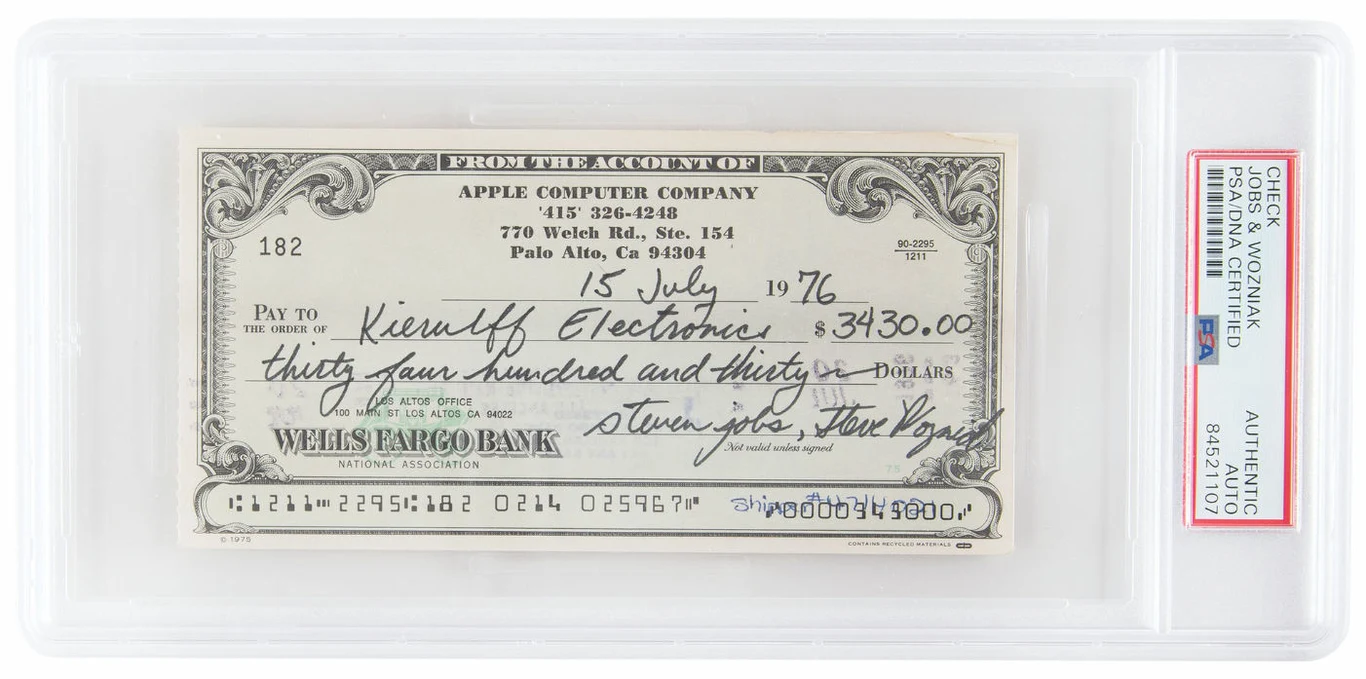 FROM THE ACCOUNT OF
APPLE COMPUTER COMPANY
'415' 326-4248
770 Welch Rd., Ste. 154
Palo Alto, Ca 94304
182
90-2295
1211
15 July 1976
PAY TO
THE ORDER OF Kierulff Electronics $3430.00
thirty four hundred and thirty DOLLARS
LOS ALTOS OFFICE
100 MAIN ST LOS ALTOS CA 94022
WELLS FARGO BANK
NATIONAL ASSOCIATION
steven jobs, Steve Wozniak
Not valid unless signed
75
⑆1211⑉2295⑆182 0214 025967⑈ ⑇0000343000⑇
© 1975
CONTAINS RECYCLED MATERIALS
CHECK
JOBS & WOZNIAK
PSA/DNA CERTIFIED
PSA
AUTHENTIC
AUTO
84521107